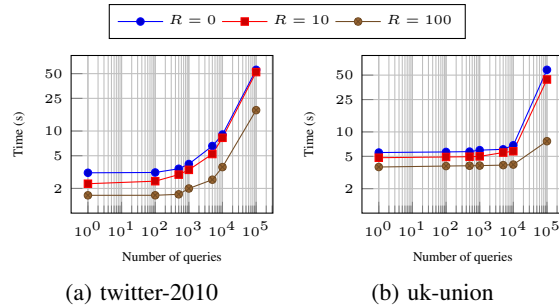 R = 0 R = 10 R = 100
50
25
10
5
2
Time (s)
10^0 10^1 10^2 10^3 10^4 10^5
Number of queries
(a) twitter-2010
50
25
10
5
2
Time (s)
10^0 10^1 10^2 10^3 10^4 10^5
Number of queries
(b) uk-union